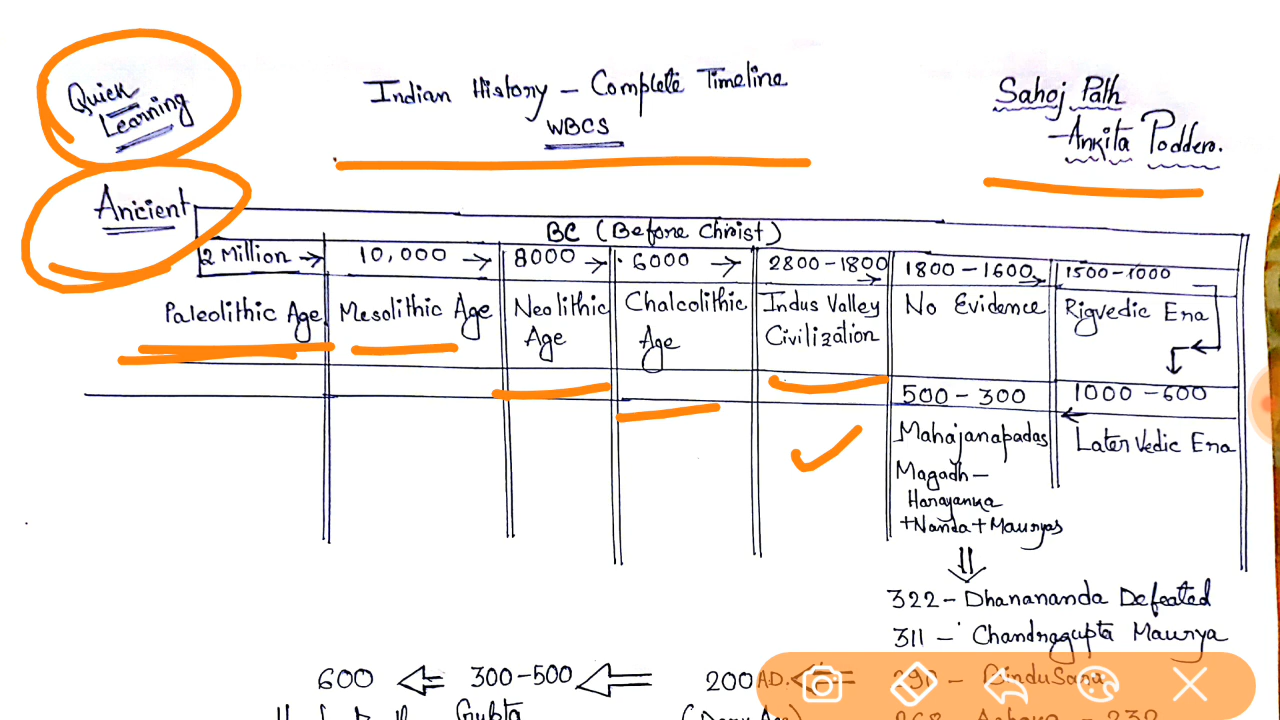 Quick
Learning
Indian History – Complete Timeline
WBCS
Sahoj Path
-Ankita Poddero.
Ancient
BC (Before Christ)
2 Million →
10,000 →
8000 →
6000 →
2800-1800 →
1800-1600 →
1500-1000
Paleolithic Age
Mesolithic Age
Neolithic
Age
Chalcolithic
Age
Indus Valley
Civilization
No Evidence
Rigvedic Era
500-300
1000-600
Mahajanapadas
Later Vedic Era
Magadh-
Harayanka
+Nanda+Mauryas
322- Dhanananda Defeated
311- Chandragupta Maurya
600 ⇐ 300-500 ⇐ 200 A.D. ⇐
BinduSara
Gupta